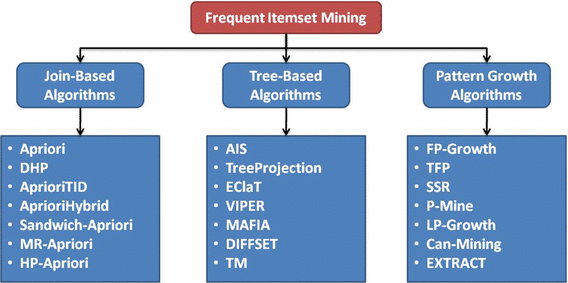 Frequent Itemset Mining
Join-Based
Algorithms
Tree-Based
Algorithms
Pattern Growth
Algorithms
• Apriori
• DHP
• AprioriTID
• AprioriHybrid
• Sandwich-Apriori
• MR-Apriori
• HP-Apriori
• AIS
• TreeProjection
• EClaT
• VIPER
• MAFIA
• DIFFSET
• TM
• FP-Growth
• TFP
• SSR
• P-Mine
• LP-Growth
• Can-Mining
• EXTRACT